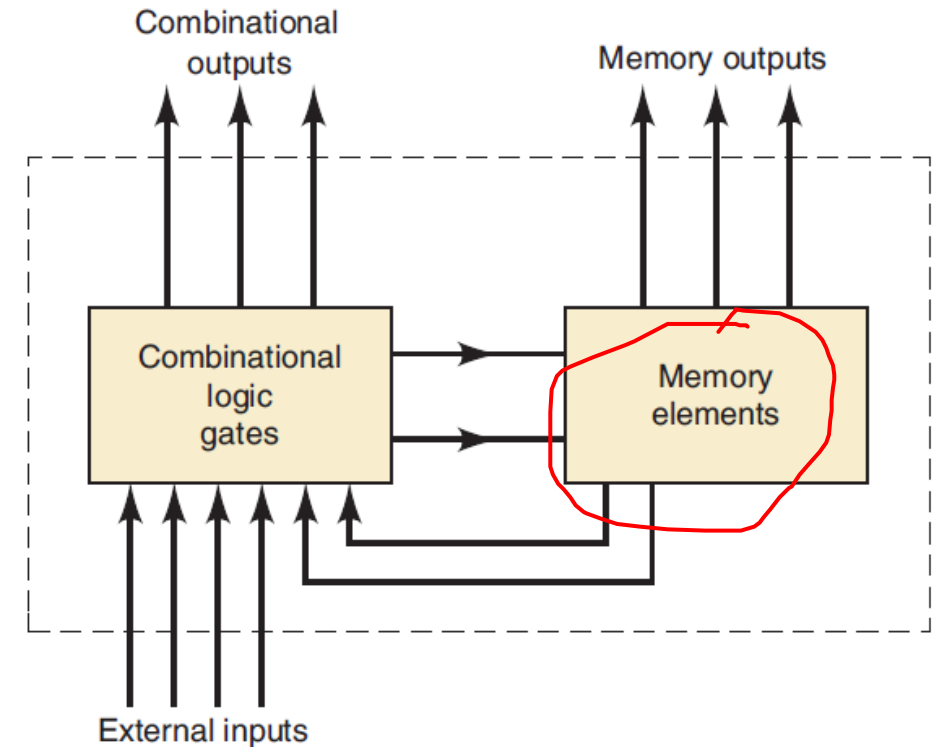 Combinational
outputs
Memory outputs
Combinational
logic
gates
Memory
elements
External inputs